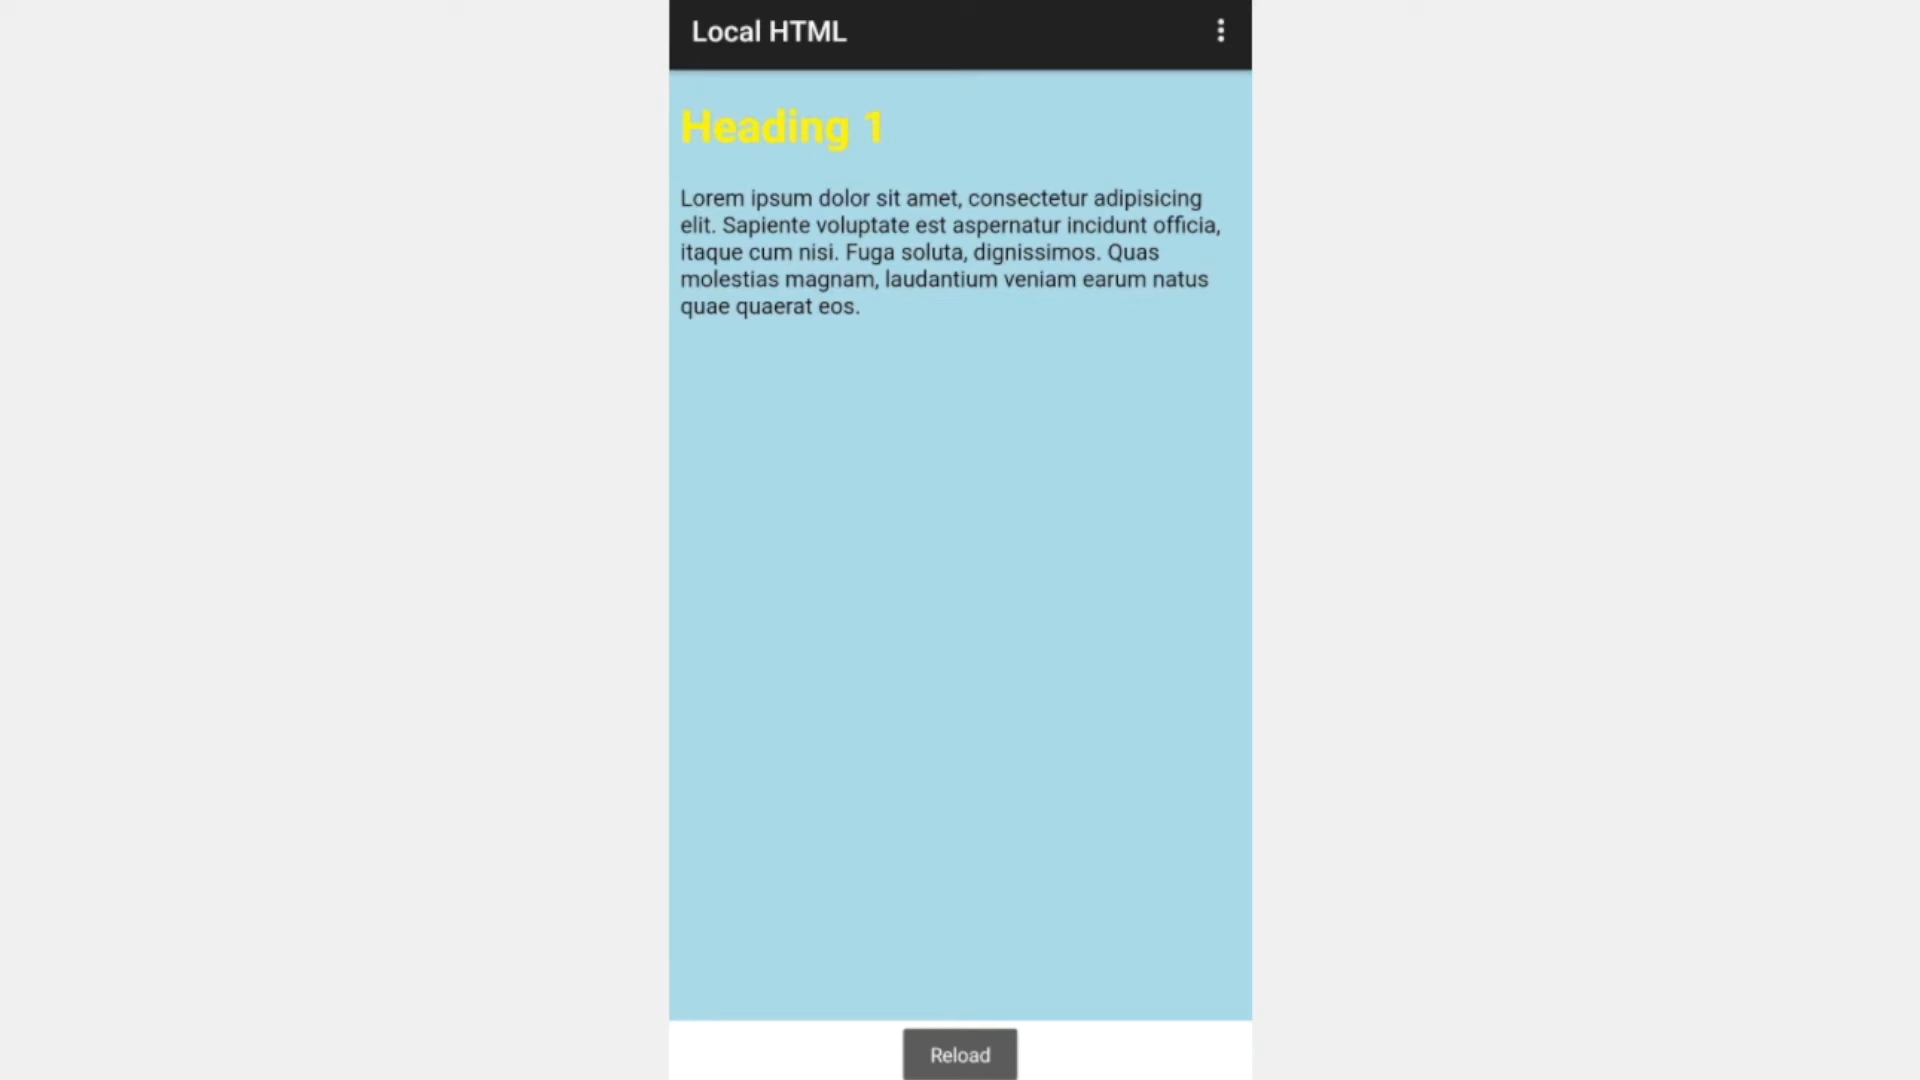 Local HTML
Heading 1
Lorem ipsum dolor sit amet, consectetur adipisicing
elit. Sapiente voluptate est aspernatur incidunt officia,
itaque cum nisi. Fuga soluta, dignissimos. Quas
molestias magnam, laudantium veniam earum natus
quae quaerat eos.
Reload